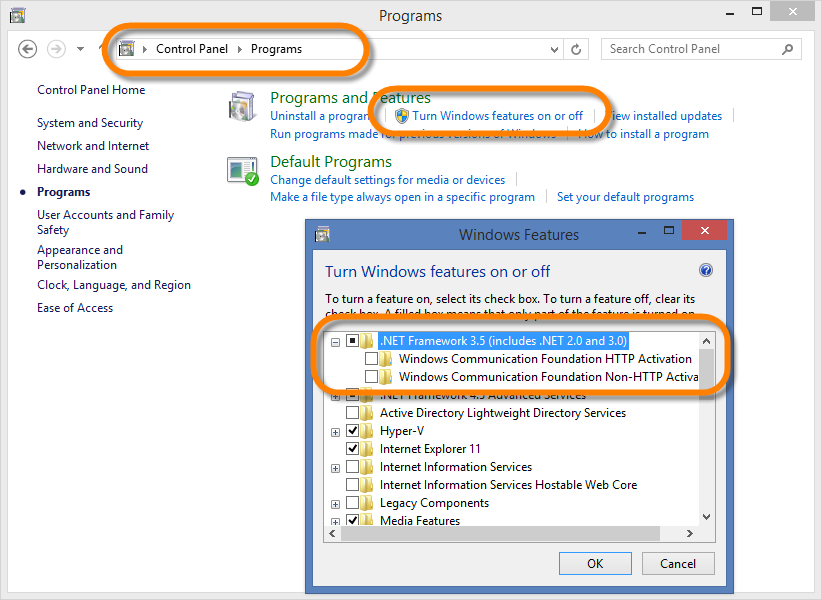 Programs
Control Panel Programs
Search Control Panel
Control Panel Home
System and Security
Network and Internet
Hardware and Sound
Programs
User Accounts and Family
Safety
Appearance and
Personalization
Clock, Language, and Region
Ease of Access
Programs and Features
Uninstall a program Turn Windows features on or off View installed updates
Run programs made for previous versions of Windows How to install a program
Default Programs
Change default settings for media or devices
Make a file type always open in a specific program Set your default programs
Windows Features
Turn Windows features on or off
To turn a feature on, select its check box. To turn a feature off, clear its
check box. A filled box means that only part of the feature is turned on.
.NET Framework 3.5 (includes .NET 2.0 and 3.0)
Windows Communication Foundation HTTP Activation
Windows Communication Foundation Non-HTTP Activa
.NET Framework 4.5 Advanced Services
Active Directory Lightweight Directory Services
Hyper-V
Internet Explorer 11
Internet Information Services
Internet Information Services Hostable Web Core
Legacy Components
Media Features
OK Cancel